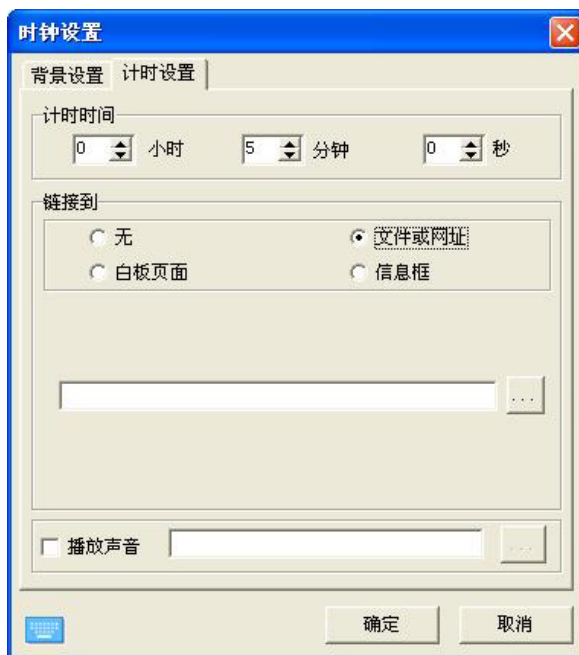 时钟设置
背景设置 计时设置
计时时间
0 小时 5 分钟 0 秒
链接到
无 文件或网址
白板页面 信息框
...
播放声音 ...
确定 取消